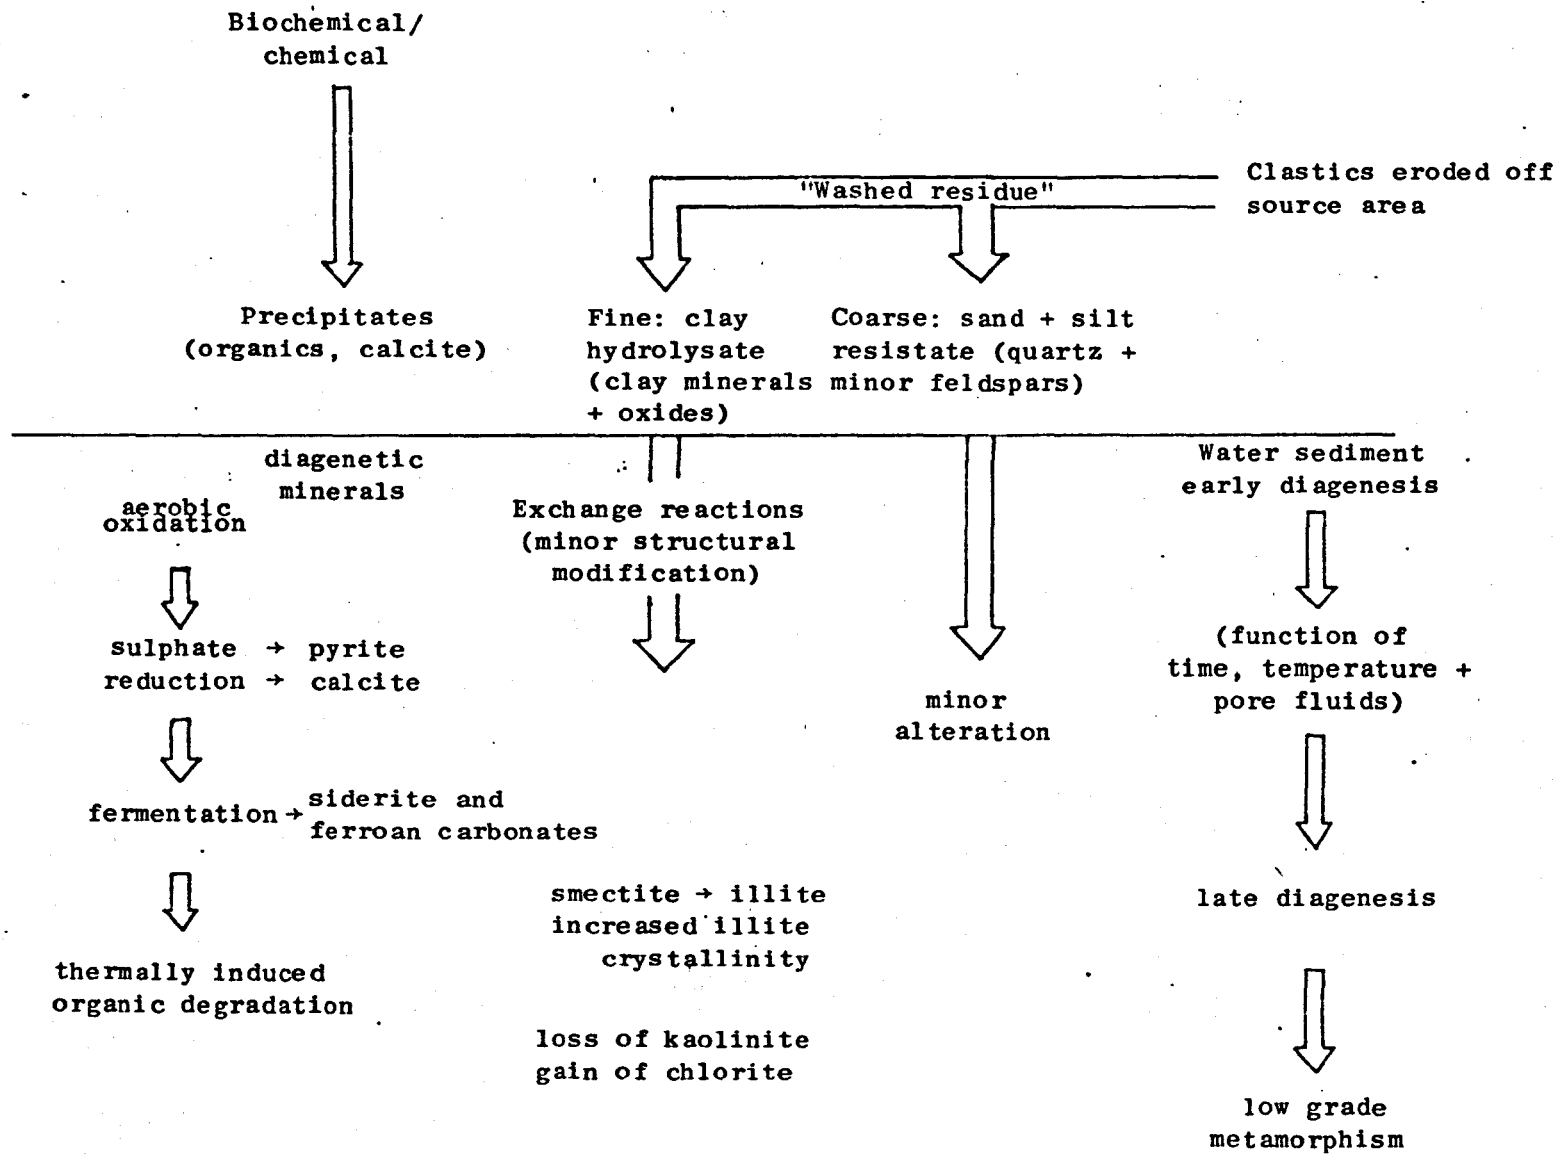 Biochemical/
chemical
"Washed residue"
Clastics eroded off
source area
Precipitates
(organics, calcite)
Fine: clay
hydrolysate
(clay minerals
+ oxides)
Coarse: sand + silt
resistate (quartz +
minor feldspars)
diagenetic
minerals
aerobic
oxidation
sulphate → pyrite
reduction → calcite
fermentation → siderite and
ferroan carbonates
thermally induced
organic degradation
Exchange reactions
(minor structural
modification)
smectite → illite
increased illite
crystallinity
loss of kaolinite
gain of chlorite
minor
alteration
Water sediment
early diagenesis
(function of
time, temperature +
pore fluids)
late diagenesis
low grade
metamorphism